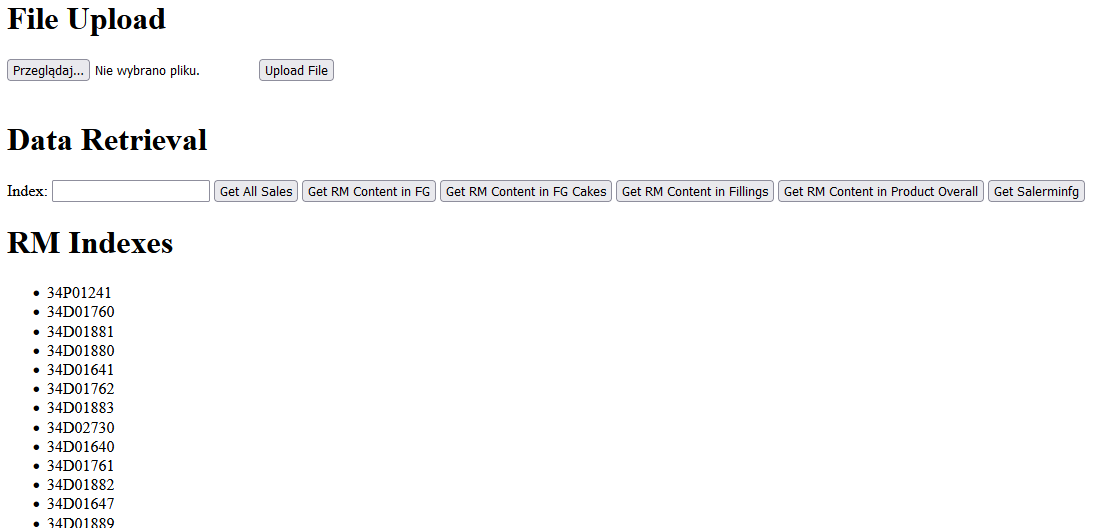 File Upload
Przeglądaj... Nie wybrano pliku. Upload File
Data Retrieval
Index: Get All Sales Get RM Content in FG Get RM Content in FG Cakes Get RM Content in Fillings Get RM Content in Product Overall Get Salerminfg
RM Indexes
34P01241
34D01760
34D01881
34D01880
34D01641
34D01762
34D01883
34D02730
34D01640
34D01761
34D01882
34D01647
34D01889